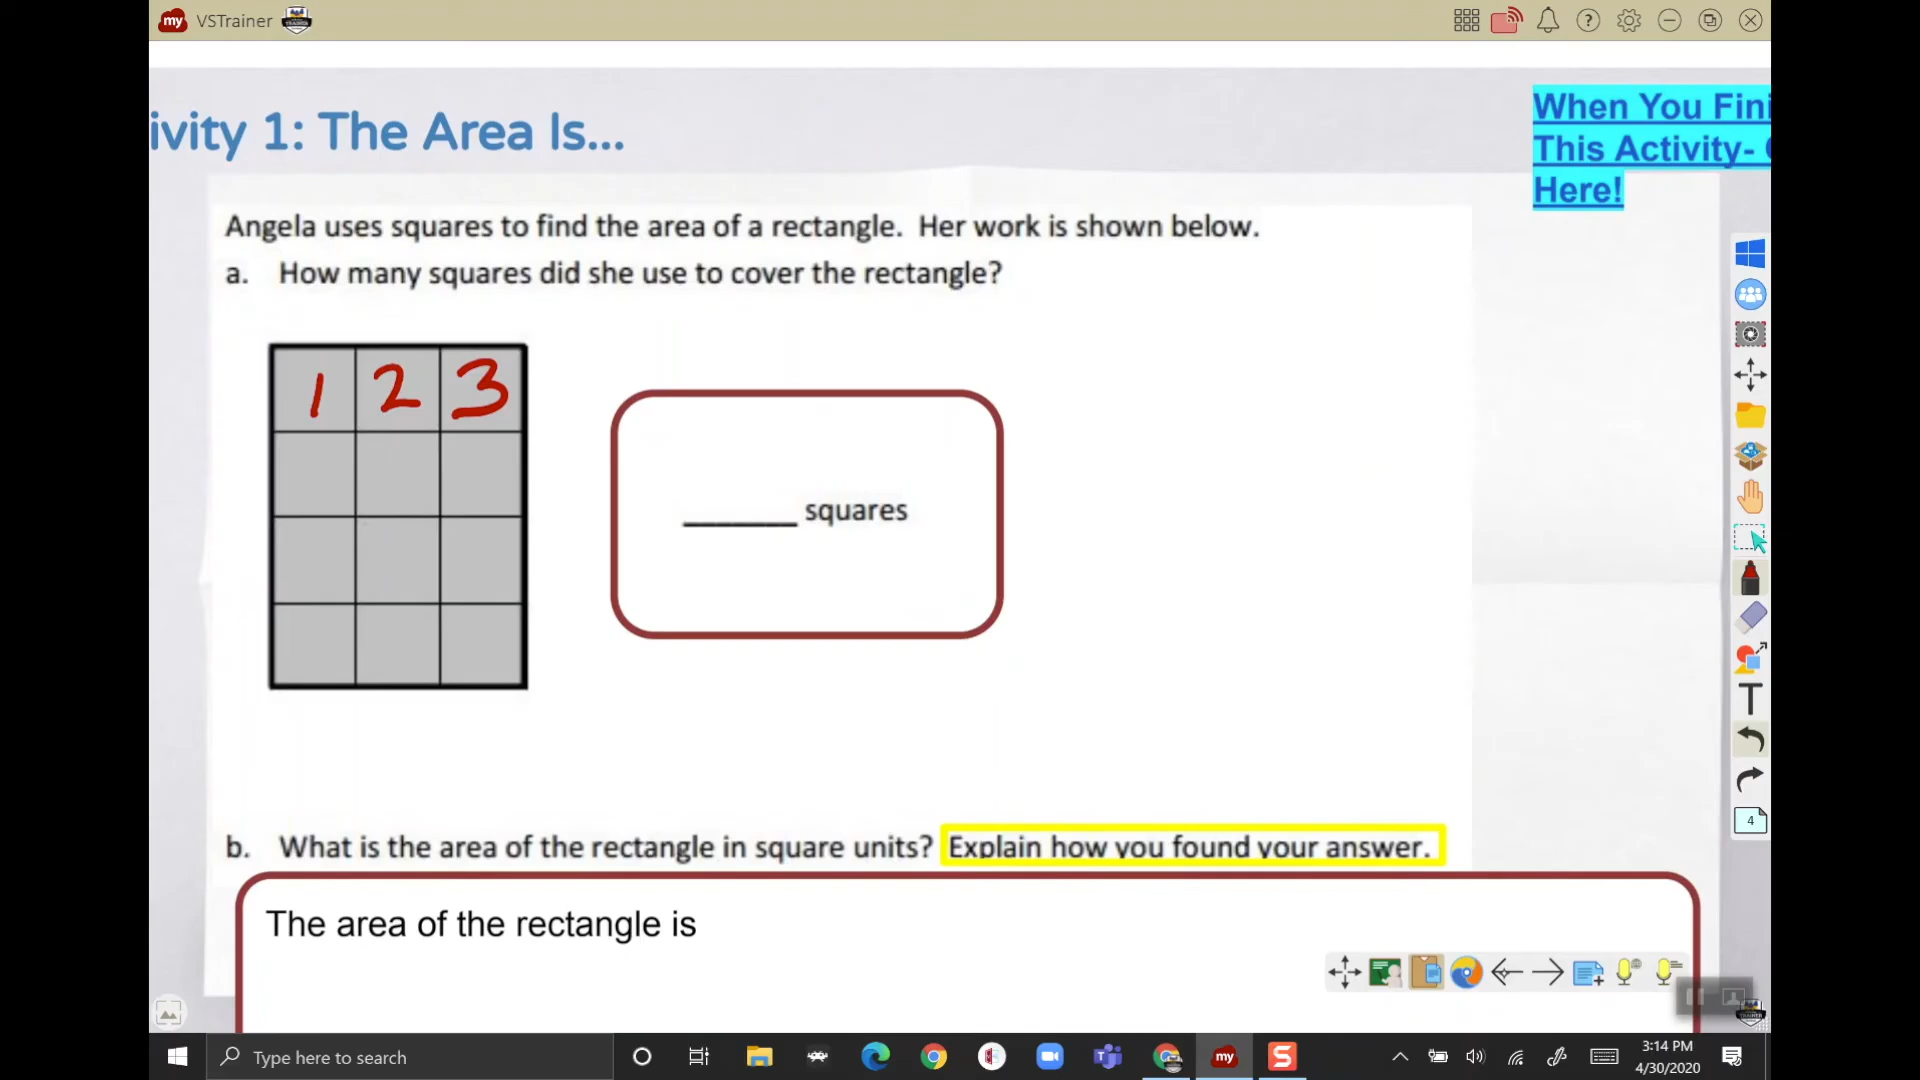 VSTrainer
ivity 1: The Area Is...
When You Fini
This Activity-
Here!
Angela uses squares to find the area of a rectangle. Her work is shown below.
a. How many squares did she use to cover the rectangle?
1 2 3
_______ squares
b. What is the area of the rectangle in square units? Explain how you found your answer.
The area of the rectangle is
4
Type here to search
3:14 PM
4/30/2020